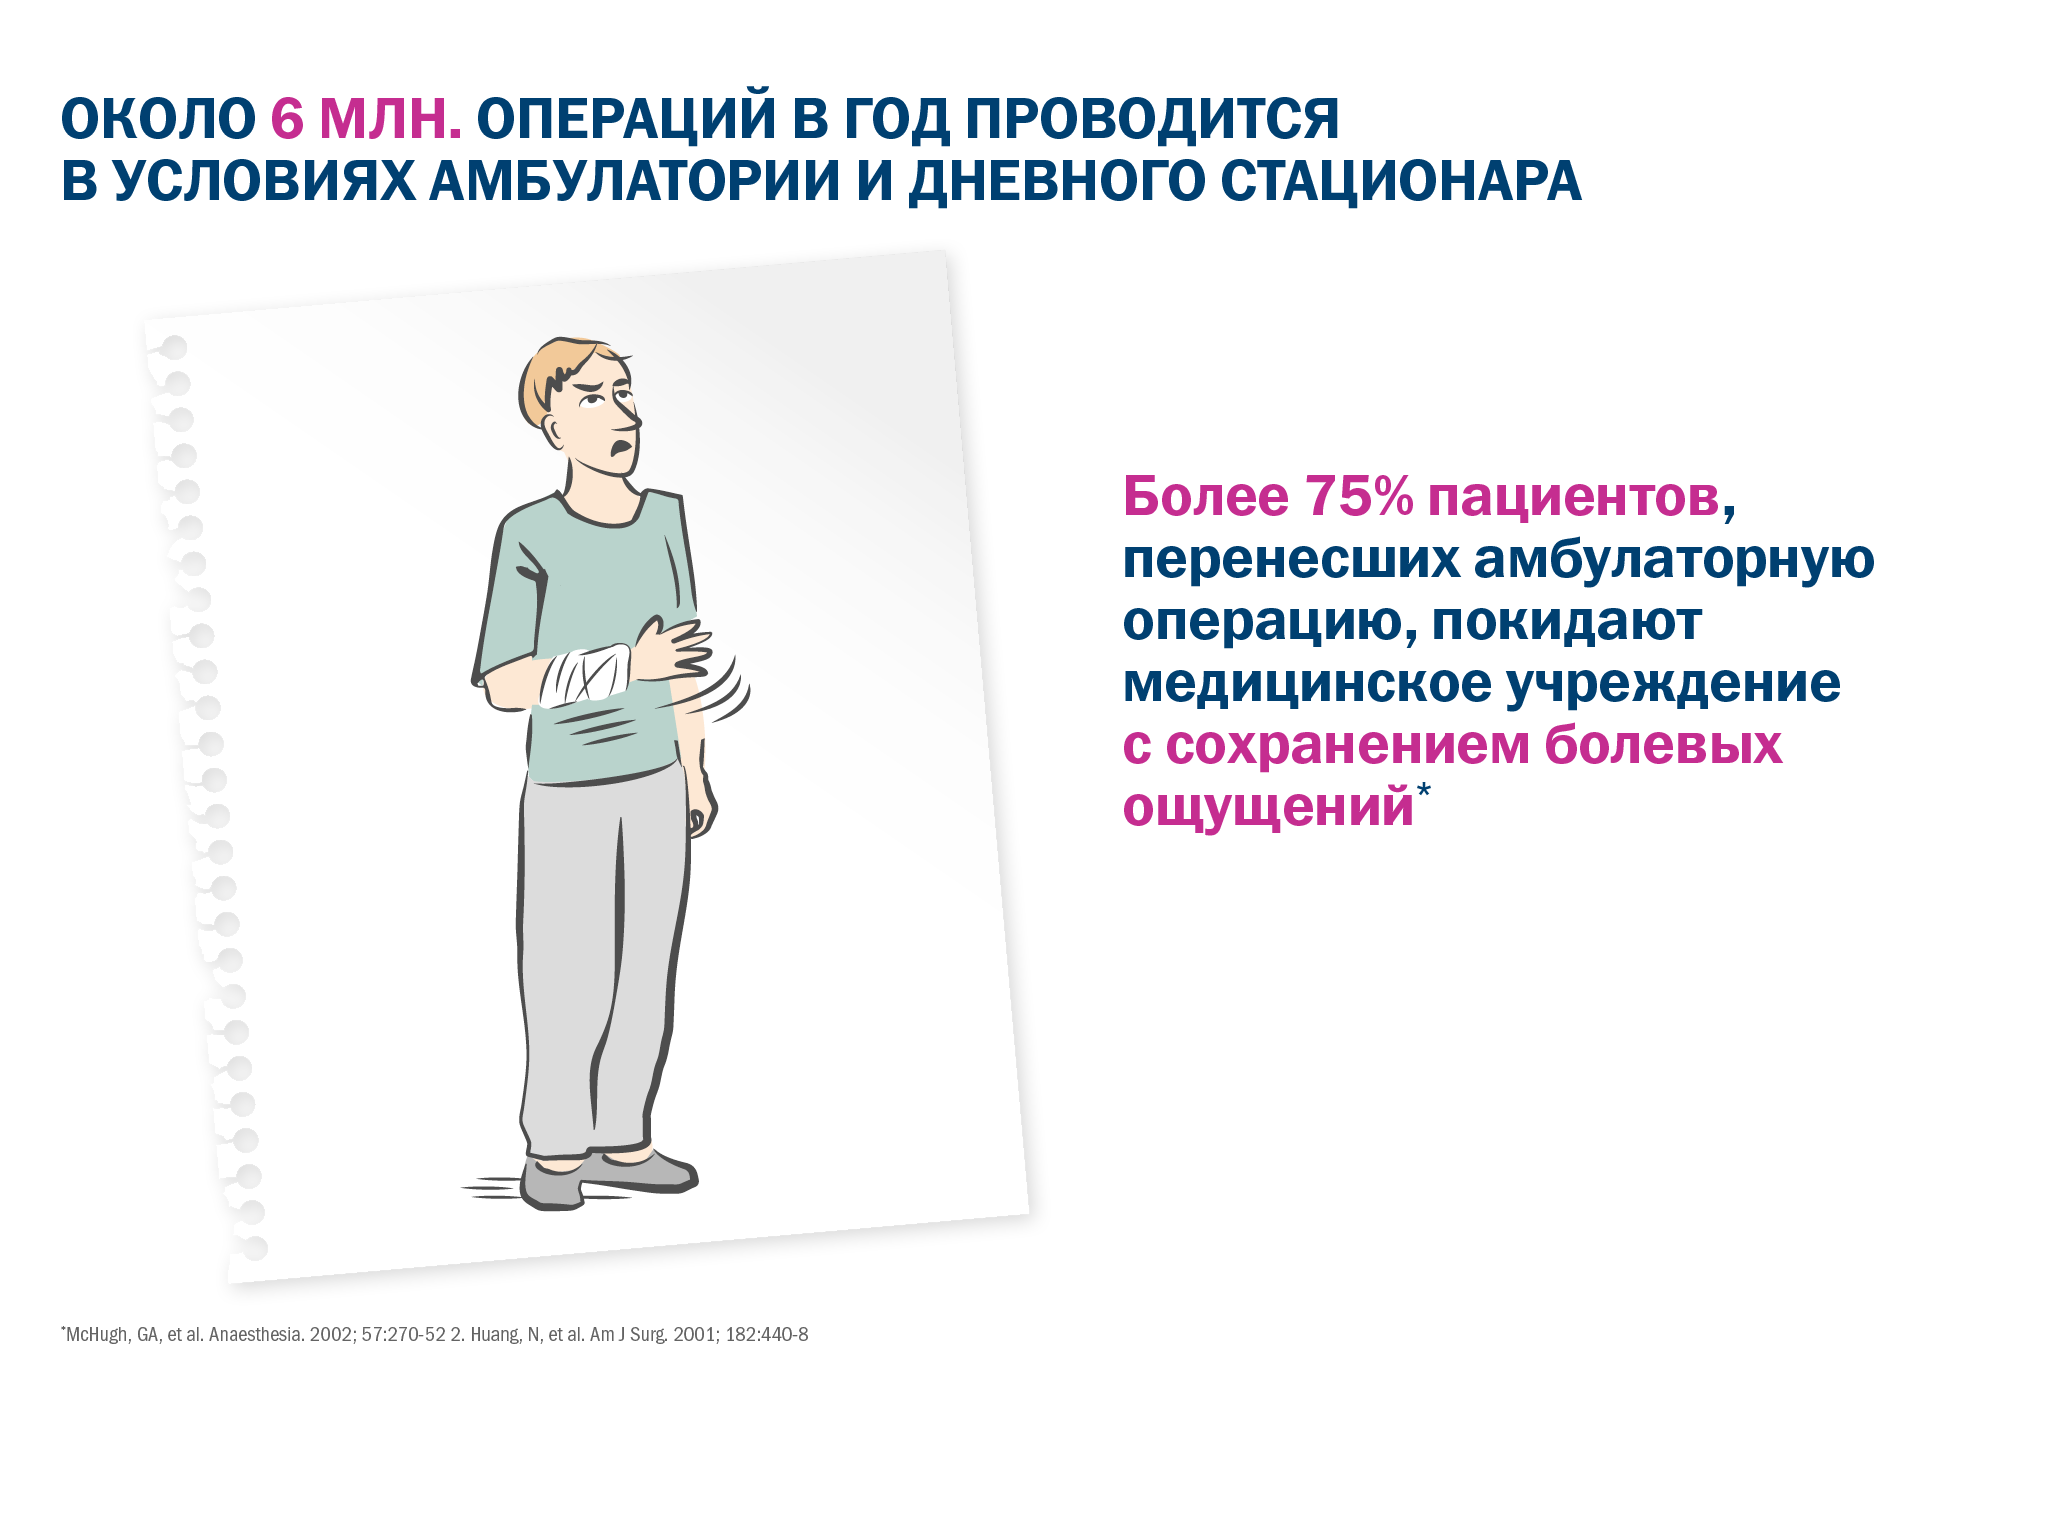 ОКОЛО 6 МЛН. ОПЕРАЦИЙ В ГОД ПРОВОДИТСЯ
В УСЛОВИЯХ АМБУЛАТОРИИ И ДНЕВНОГО СТАЦИОНАРА
Более 75% пациентов,
перенесших амбулаторную
операцию, покидают
медицинское учреждение
с сохранением болевых
ощущений*
*McHugh, GA, et al. Anaesthesia. 2002; 57:270-52 2. Huang, N, et al. Am J Surg. 2001; 182:440-8